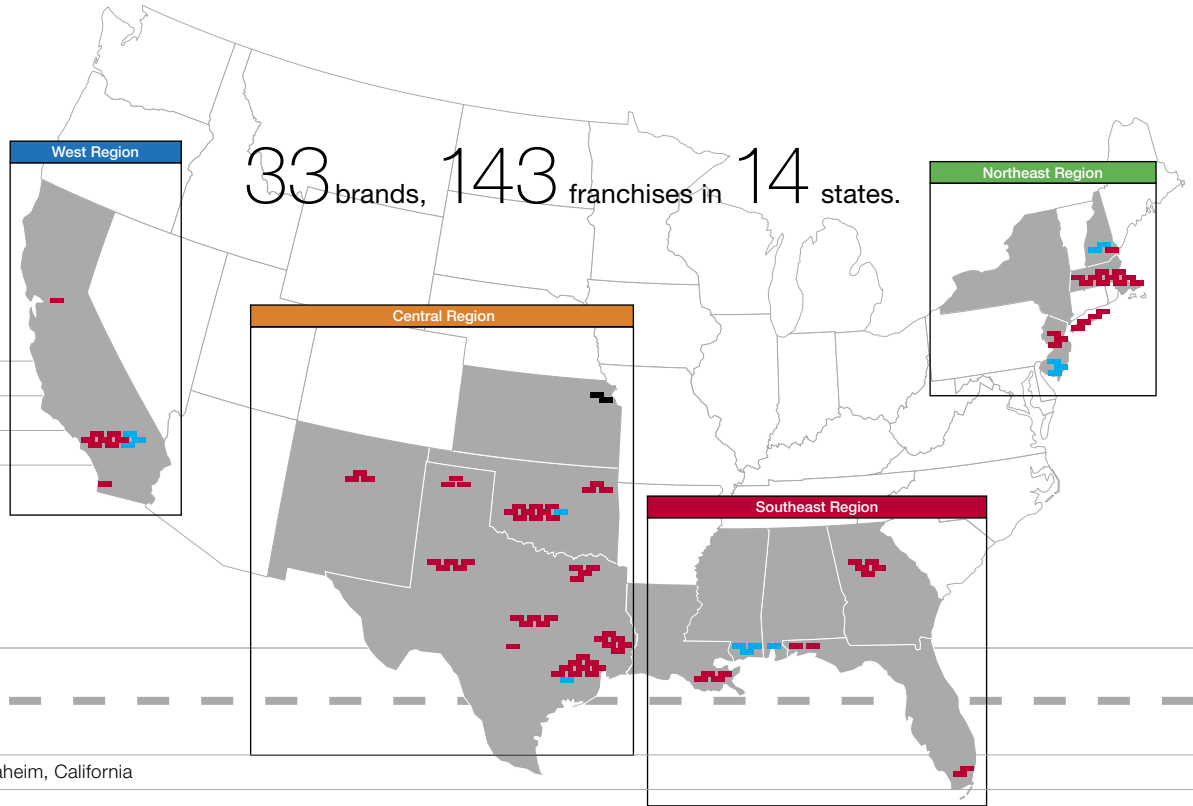 West Region
33 brands, 143 franchises in 14 states.
Northeast Region
Central Region
Southeast Region
aheim, California